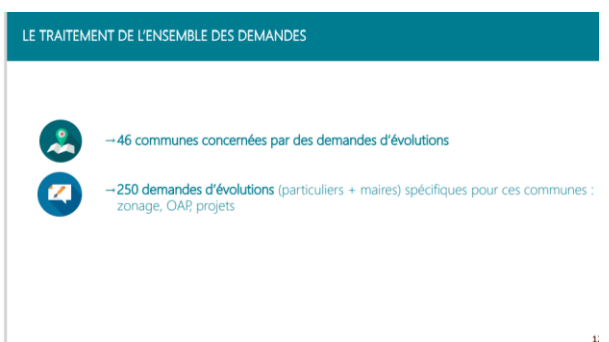 LE TRAITEMENT DE L'ENSEMBLE DES DEMANDES
→46 communes concernées par des demandes d'évolutions
→250 demandes d'évolutions (particuliers + maires) spécifiques pour ces communes :
zonage, OAP, projets